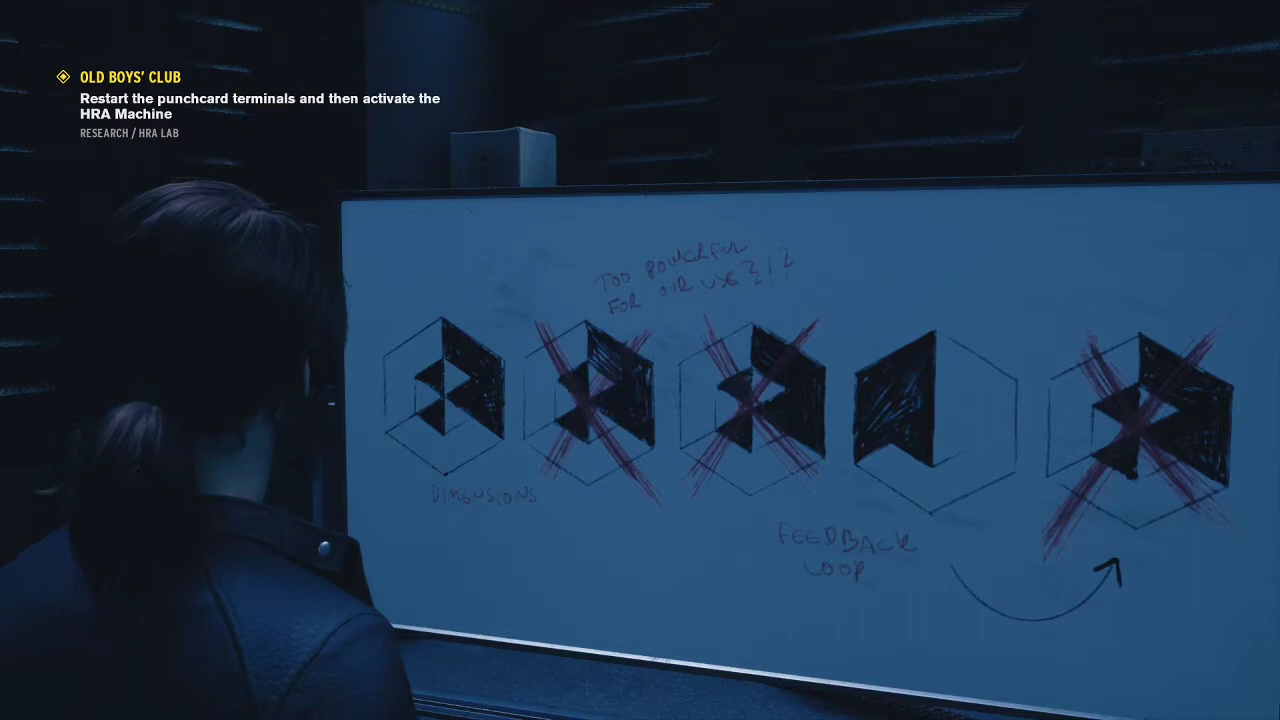 OLD BOYS' CLUB
Restart the punchcard terminals and then activate the
HRA Machine
RESEARCH / HRA LAB
TOO POWERFUL
FOR OUR USE?!?
DIMENSIONS
FEEDBACK
LOOP